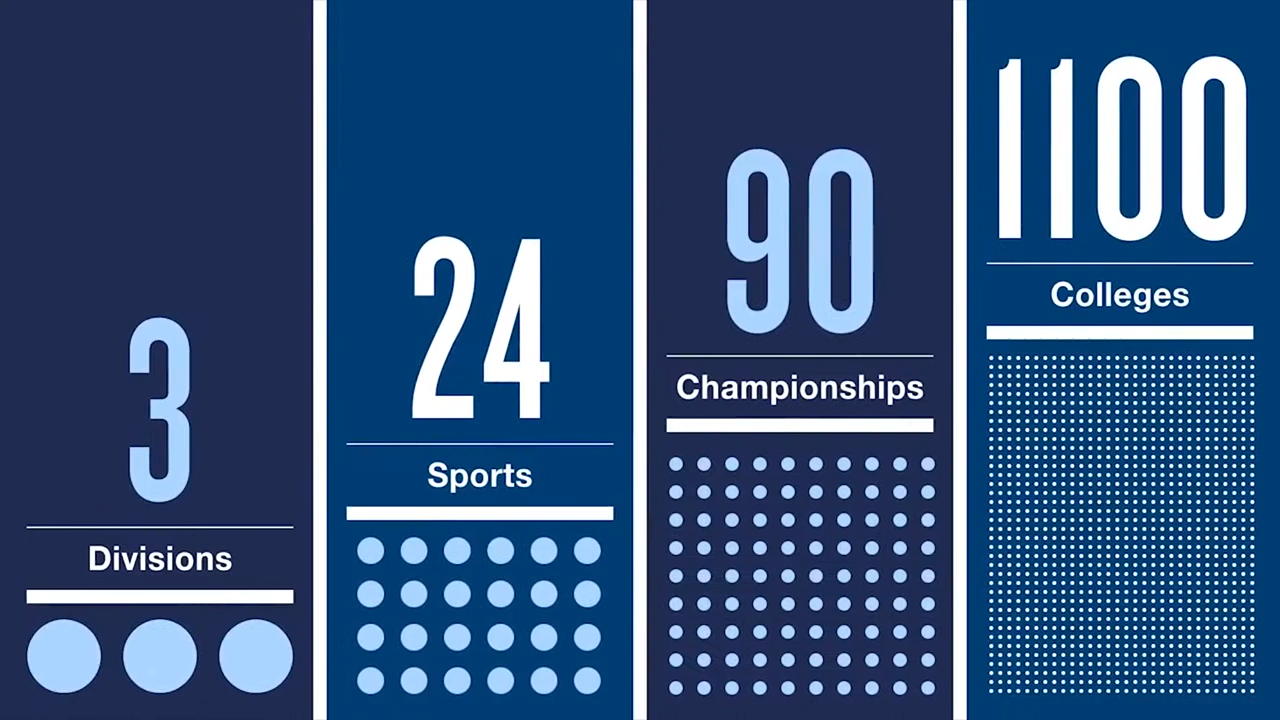 3
Divisions
24
Sports
90
Championships
1100
Colleges